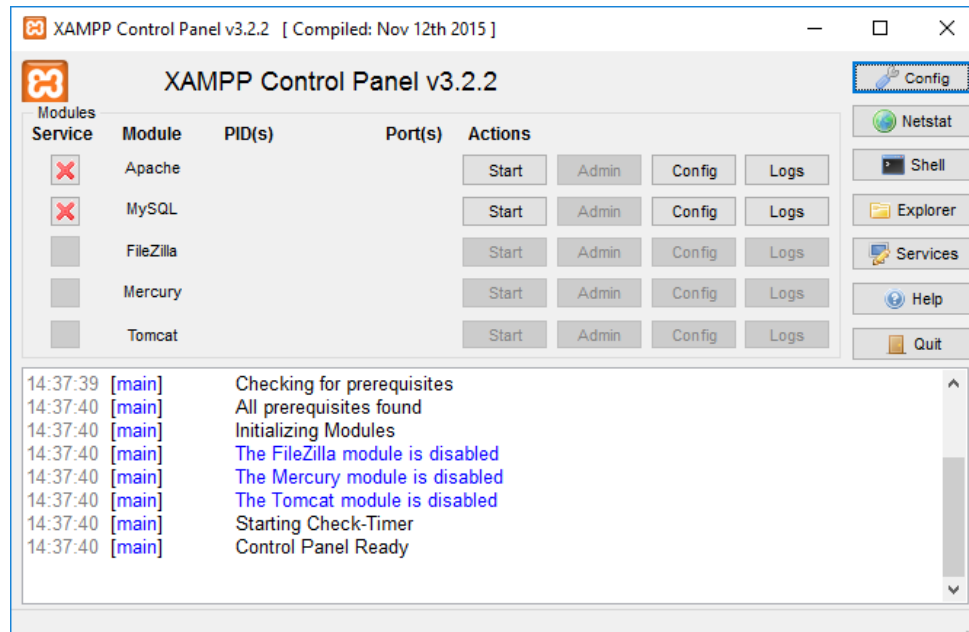 XAMPP Control Panel v3.2.2 [ Compiled: Nov 12th 2015 ]
XAMPP Control Panel v3.2.2
Config
Modules
Service Module PID(s) Port(s) Actions
Netstat
Apache Start Admin Config Logs
Shell
MySQL Start Admin Config Logs
Explorer
FileZilla Start Admin Config Logs
Services
Mercury Start Admin Config Logs
Help
Tomcat Start Admin Config Logs
Quit
14:37:39 [main] Checking for prerequisites
14:37:40 [main] All prerequisites found
14:37:40 [main] Initializing Modules
14:37:40 [main] The FileZilla module is disabled
14:37:40 [main] The Mercury module is disabled
14:37:40 [main] The Tomcat module is disabled
14:37:40 [main] Starting Check-Timer
14:37:40 [main] Control Panel Ready